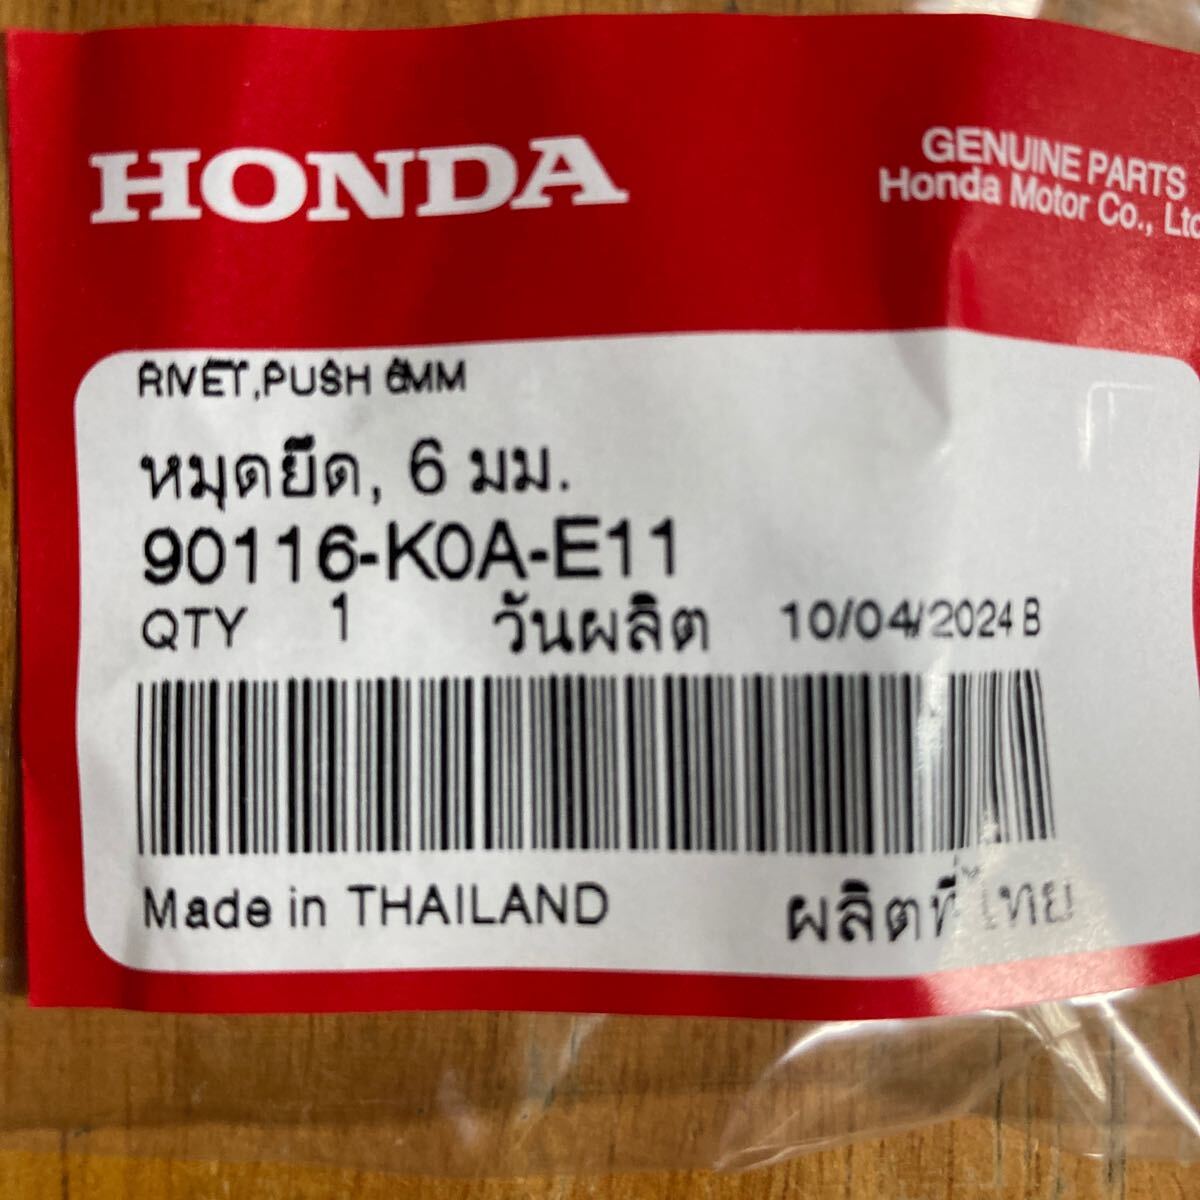 HONDA
GENUINE PARTS
Honda Motor Co., Ltd
RIVET,PUSH 6MM
หมุดยึด, 6 มม.
90116-K0A-E11
QTY 1 วันผลิต 10/04/2024 B
Made in THAILAND ผลิตที่ไทย